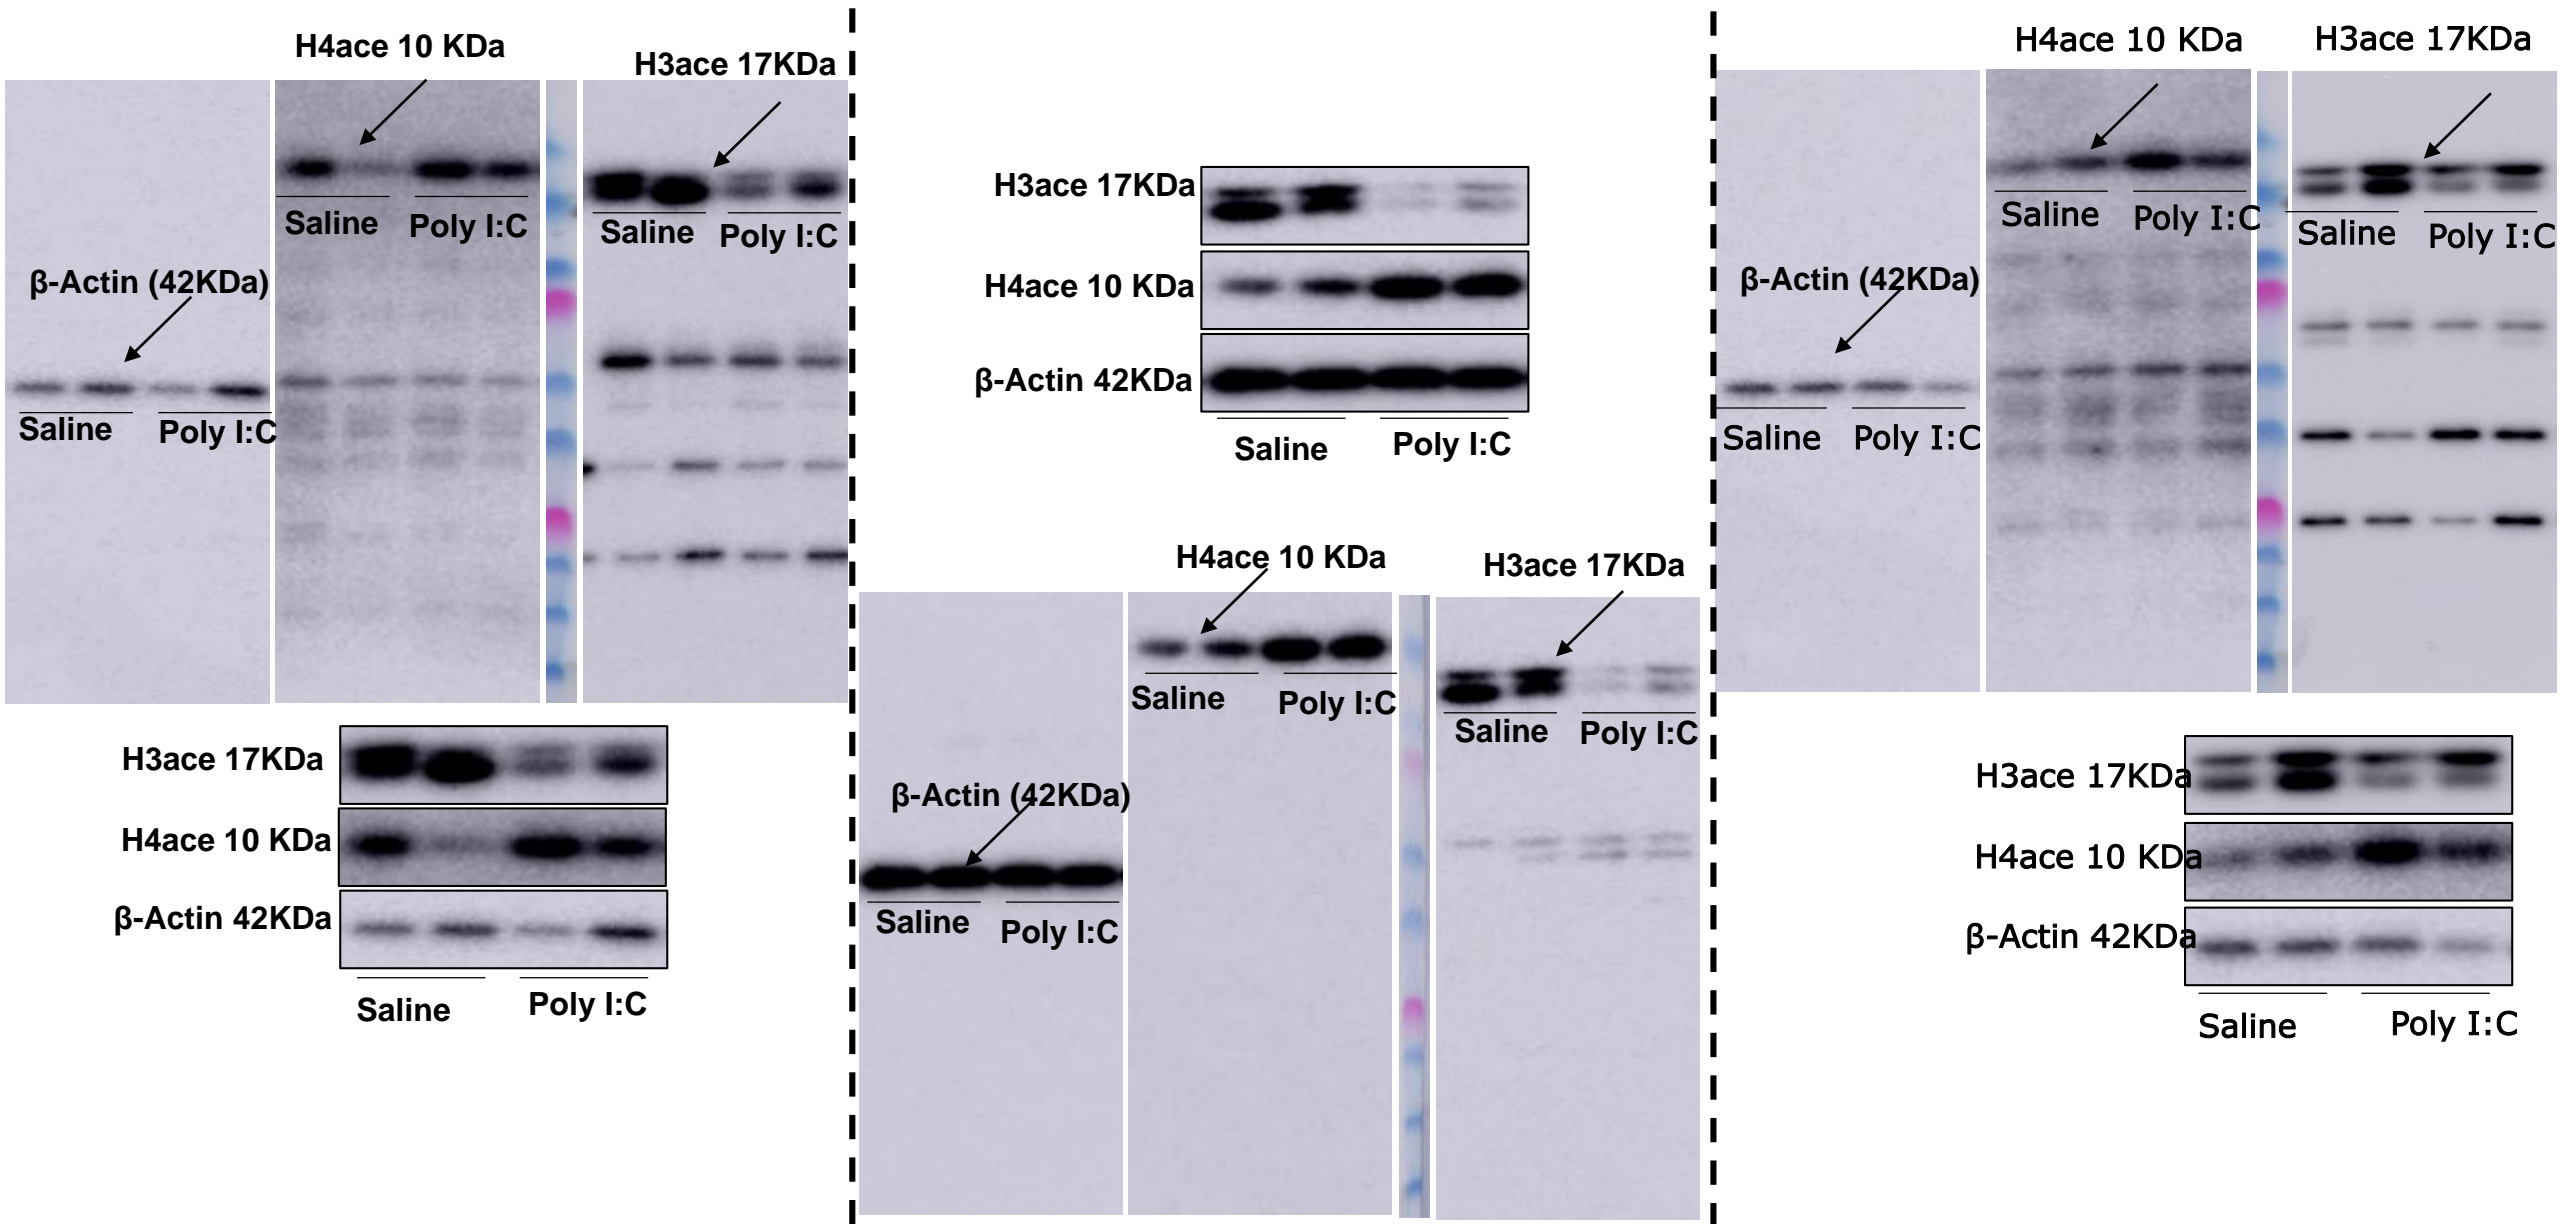 H4ace 10 KDa
H3ace 17KDa
Saline
Poly I:C
Saline
Poly I:C
β-Actin (42KDa)
Saline
Poly I:C
H3ace 17KDa
H4ace 10 KDa
β-Actin 42KDa
Saline
Poly I:C
H3ace 17KDa
H4ace 10 KDa
β-Actin 42KDa
Saline
Poly I:C
H4ace 10 KDa
H3ace 17KDa
Saline
Poly I:C
Saline
Poly I:C
β-Actin (42KDa)
Saline
Poly I:C
H4ace 10 KDa
H3ace 17KDa
Saline
Poly I:C
Saline
Poly I:C
β-Actin (42KDa)
Saline
Poly I:C
H3ace 17KDa
H4ace 10 KDa
β-Actin 42KDa
Saline
Poly I:C